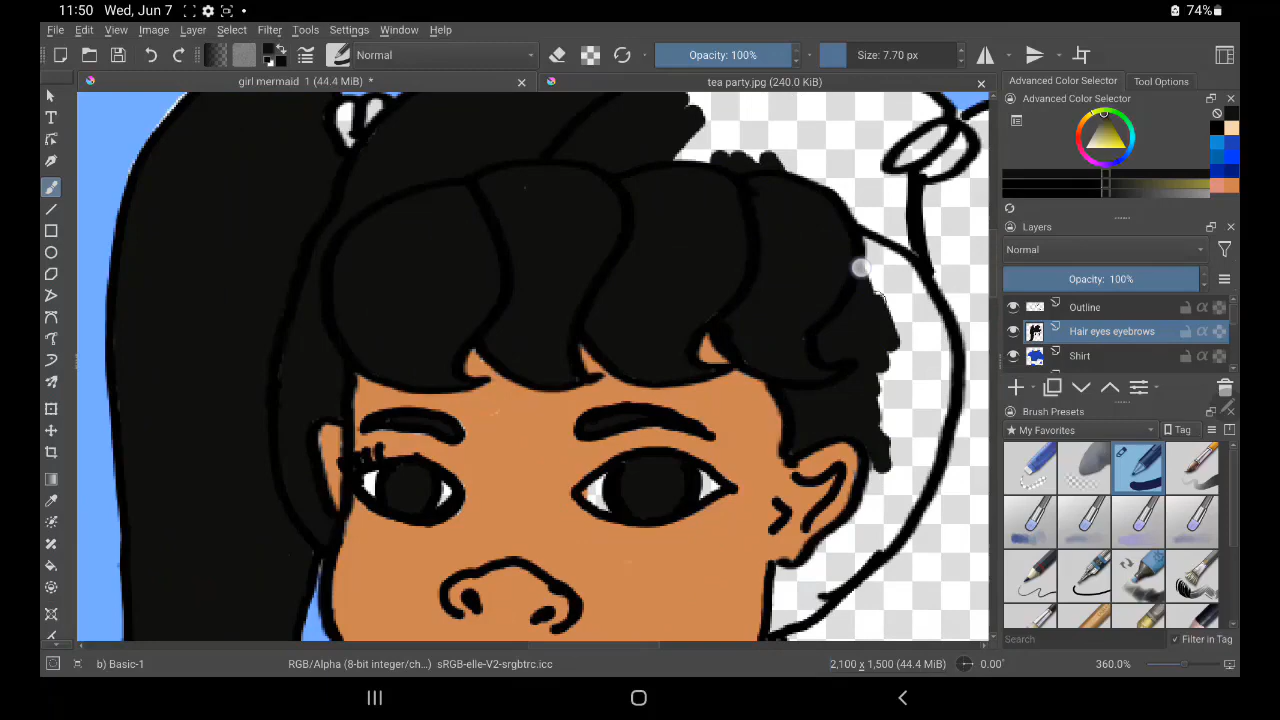 11:50 Wed, Jun 7
74%
File Edit View Image Layer Select Filter Tools Settings Window Help
Normal
Opacity: 100%
Size: 7.70 px
girl mermaid 1 (44.4 MiB) *
tea party.jpg (240.0 KiB)
Advanced Color Selector
Tool Options
Advanced Color Selector
Layers
Normal
Opacity: 100%
Outline
Hair eyes eyebrows
Shirt
Brush Presets
★ My Favorites
Tag
Search
Filter in Tag
b) Basic-1
RGB/Alpha (8-bit integer/ch...) sRGB-elle-V2-srgbtrc.icc
2,100 x 1,500 (44.4 MiB)
0.00°
360.0%